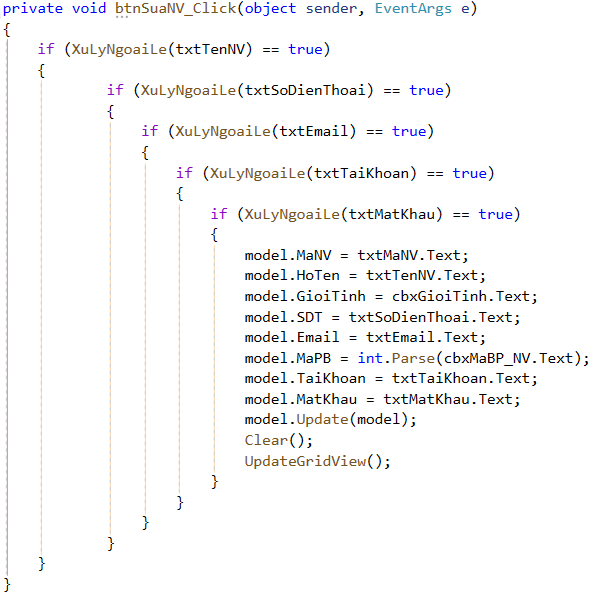 private void btnSuaNV_Click(object sender, EventArgs e)
{
    if (XuLyNgoaiLe(txtTenNV) == true)
    {
            if (XuLyNgoaiLe(txtSoDienThoai) == true)
            {
                if (XuLyNgoaiLe(txtEmail) == true)
                {
                    if (XuLyNgoaiLe(txtTaiKhoan) == true)
                    {
                        if (XuLyNgoaiLe(txtMatKhau) == true)
                        {
                            model.MaNV = txtMaNV.Text;
                            model.HoTen = txtTenNV.Text;
                            model.GioiTinh = cbxGioiTinh.Text;
                            model.SDT = txtSoDienThoai.Text;
                            model.Email = txtEmail.Text;
                            model.MaPB = int.Parse(cbxMaBP_NV.Text);
                            model.TaiKhoan = txtTaiKhoan.Text;
                            model.MatKhau = txtMatKhau.Text;
                            model.Update(model);
                            Clear();
                            UpdateGridView();
                        }
                    }
                }
            }
    }
}